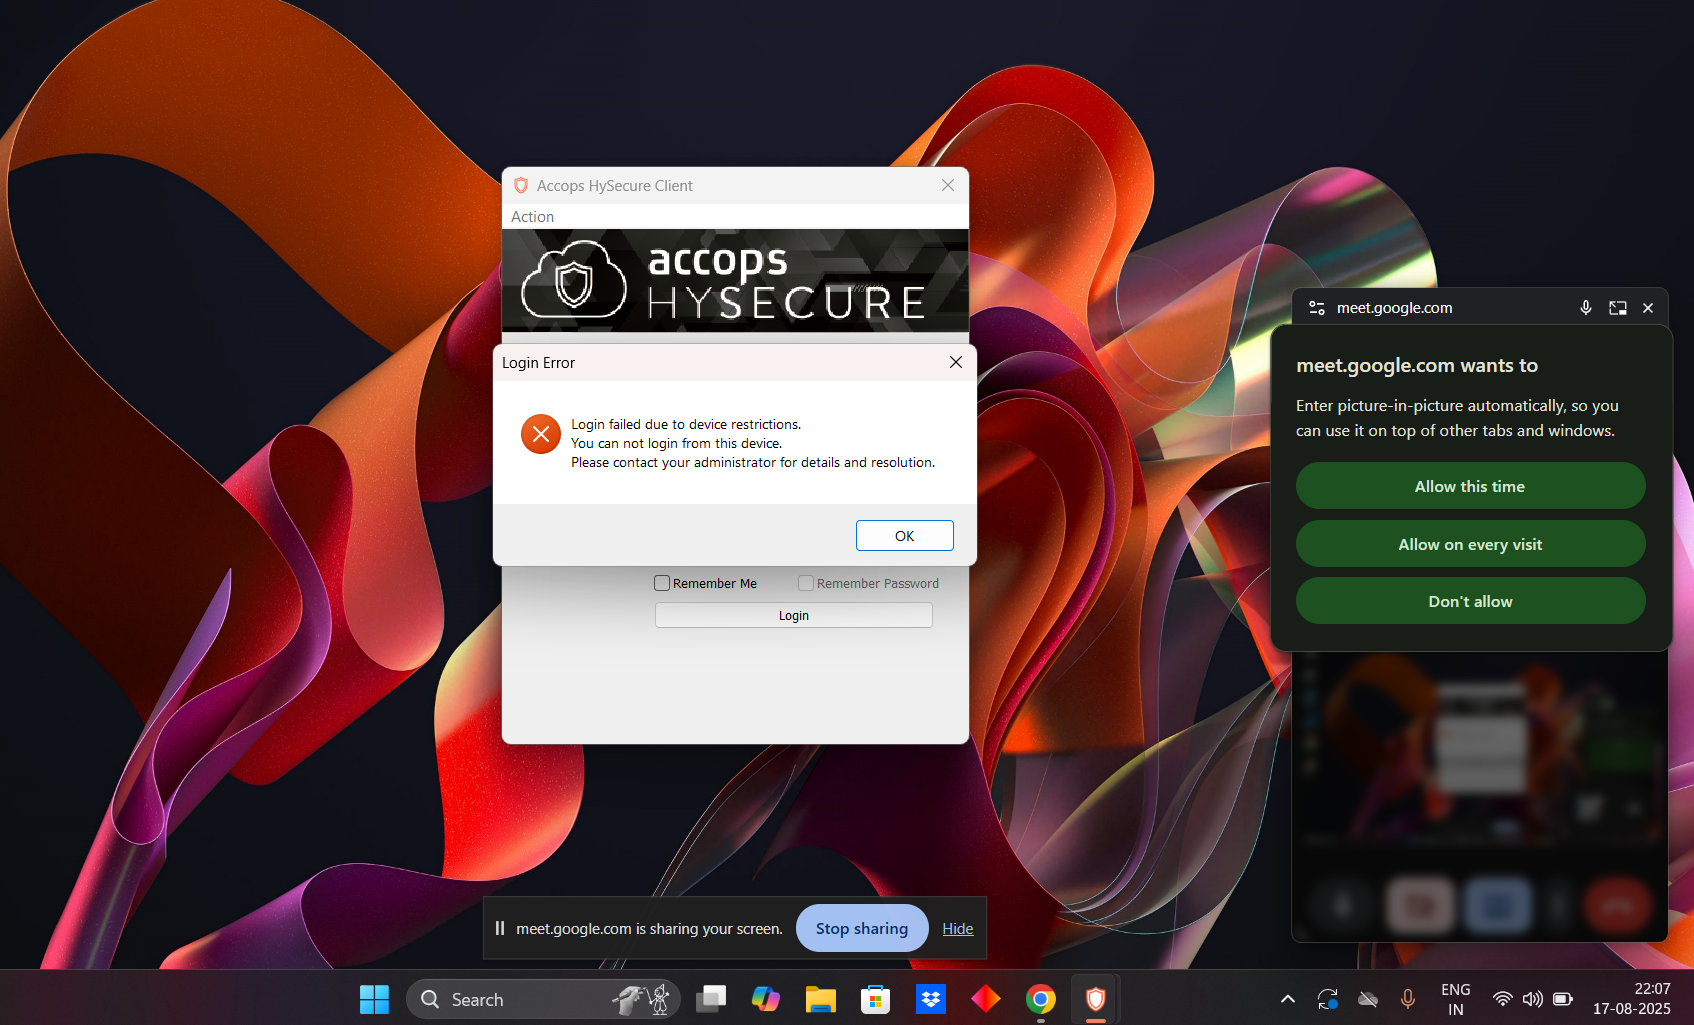 Accops HySecure Client
Action
accops
HYSECURE
Login Error
Login failed due to device restrictions.
You can not login from this device.
Please contact your administrator for details and resolution.
OK
Remember Me
Remember Password
Login
meet.google.com
meet.google.com wants to
Enter picture-in-picture automatically, so you
can use it on top of other tabs and windows.
Allow this time
Allow on every visit
Don't allow
meet.google.com is sharing your screen.
Stop sharing
Hide
Search
ENG
IN
22:07
17-08-2025